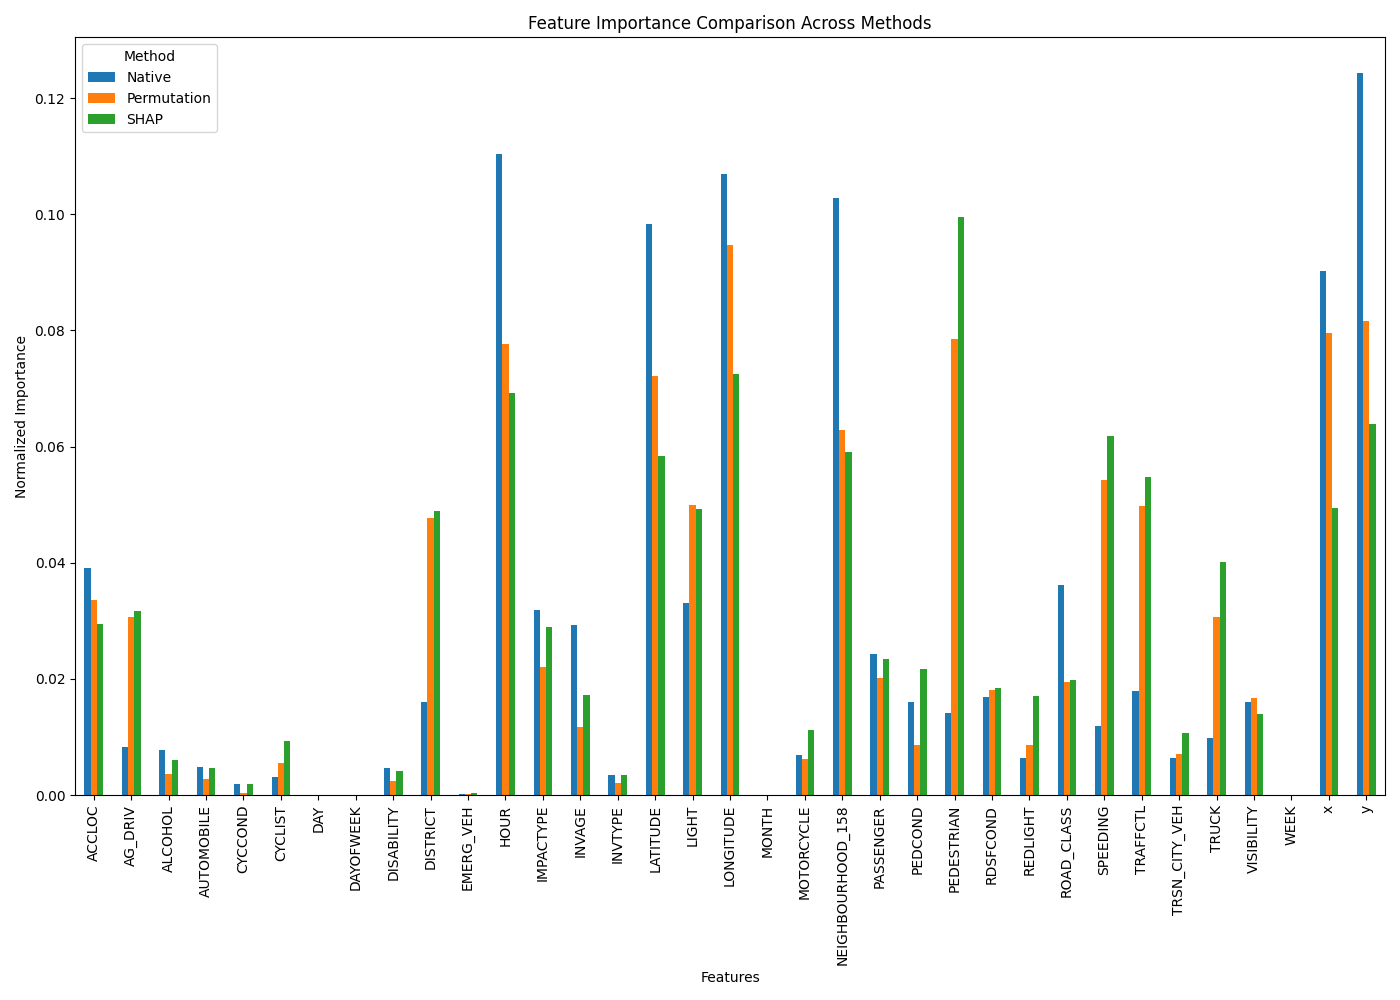 Feature Importance Comparison Across Methods
Method
Native
Permutation
SHAP
Normalized Importance
0.12
0.10
0.08
0.06
0.04
0.02
0.00
ACCLOC
AG_DRIV
ALCOHOL
AUTOMOBILE
CYCCOND
CYCLIST
DAY
DAYOFWEEK
DISABILITY
DISTRICT
EMERG_VEH
HOUR
IMPACTYPE
INVAGE
INVTYPE
LATITUDE
LIGHT
LONGITUDE
MONTH
MOTORCYCLE
NEIGHBOURHOOD_158
PASSENGER
PEDCOND
PEDESTRIAN
RDSFCOND
REDLIGHT
ROAD_CLASS
SPEEDING
TRAFFCTL
TRSN_CITY_VEH
TRUCK
VISIBILITY
WEEK
x
y
Features